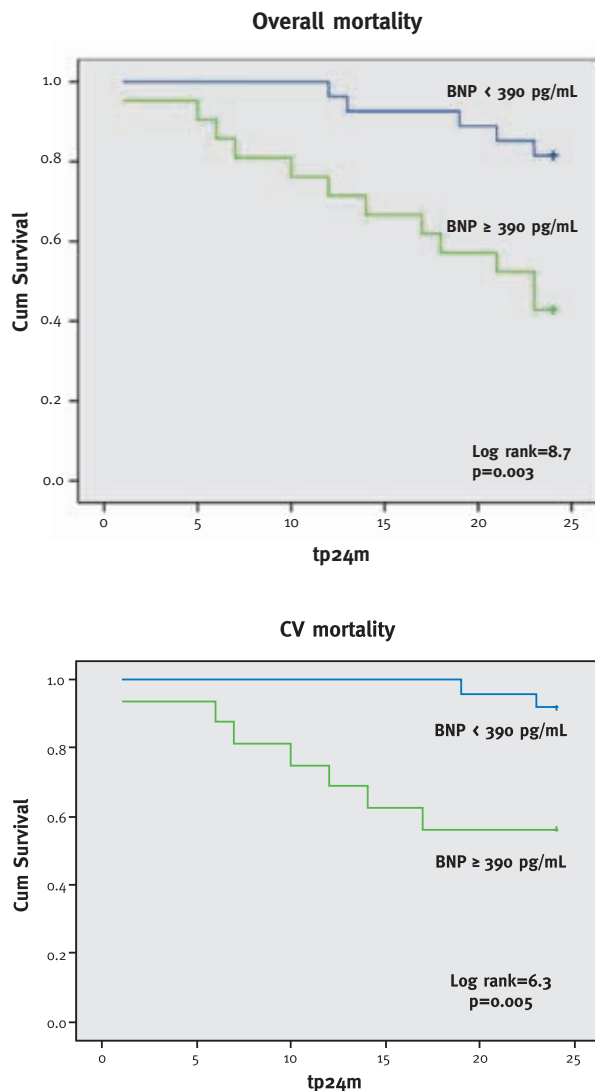 Overall mortality
1.0
BNP < 390 pg/mL
0.8
BNP ≥ 390 pg/mL
0.6
Cum Survival
0.4
0.2
Log rank=8.7
p=0.003
0.0
0 5 10 15 20 25
tp24m
CV mortality
1.0
BNP < 390 pg/mL
0.8
0.6
Cum Survival
BNP ≥ 390 pg/mL
0.4
0.2
Log rank=6.3
p=0.005
0.0
0 5 10 15 20 25
tp24m